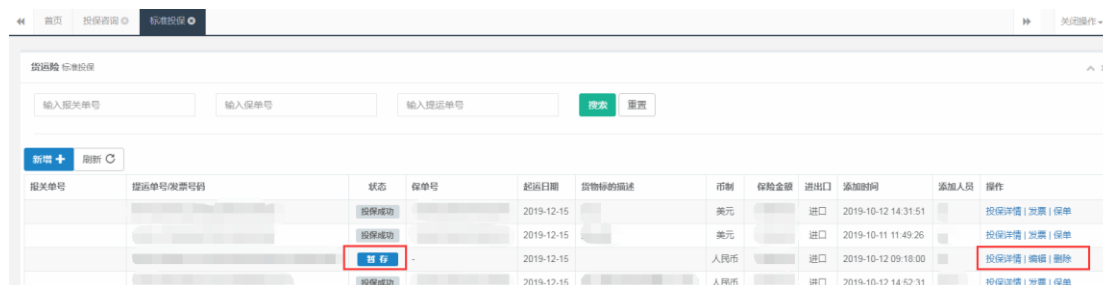 首页 投保咨询 标准投保 关闭操作
货运险 标准投保
输入报关单号 输入保单号 输入提运单号 搜索 重置
新增 刷新
报关单号 提运单号/发票号码 状态 保单号 起运日期 货物标的描述 币制 保险金额 进出口 添加时间 添加人员 操作
投保成功 2019-12-15 美元 进口 2019-10-12 14:31:51 投保详情 | 发票 | 保单
投保成功 2019-12-15 美元 进口 2019-10-11 11:49:26 投保详情 | 发票 | 保单
暂存 - 2019-12-15 人民币 进口 2019-10-12 09:18:00 投保详情 | 编辑 | 删除
投保成功 2019-12-15 人民币 进口 2019-10-12 14:52:31 投保详情 | 发票 | 保单